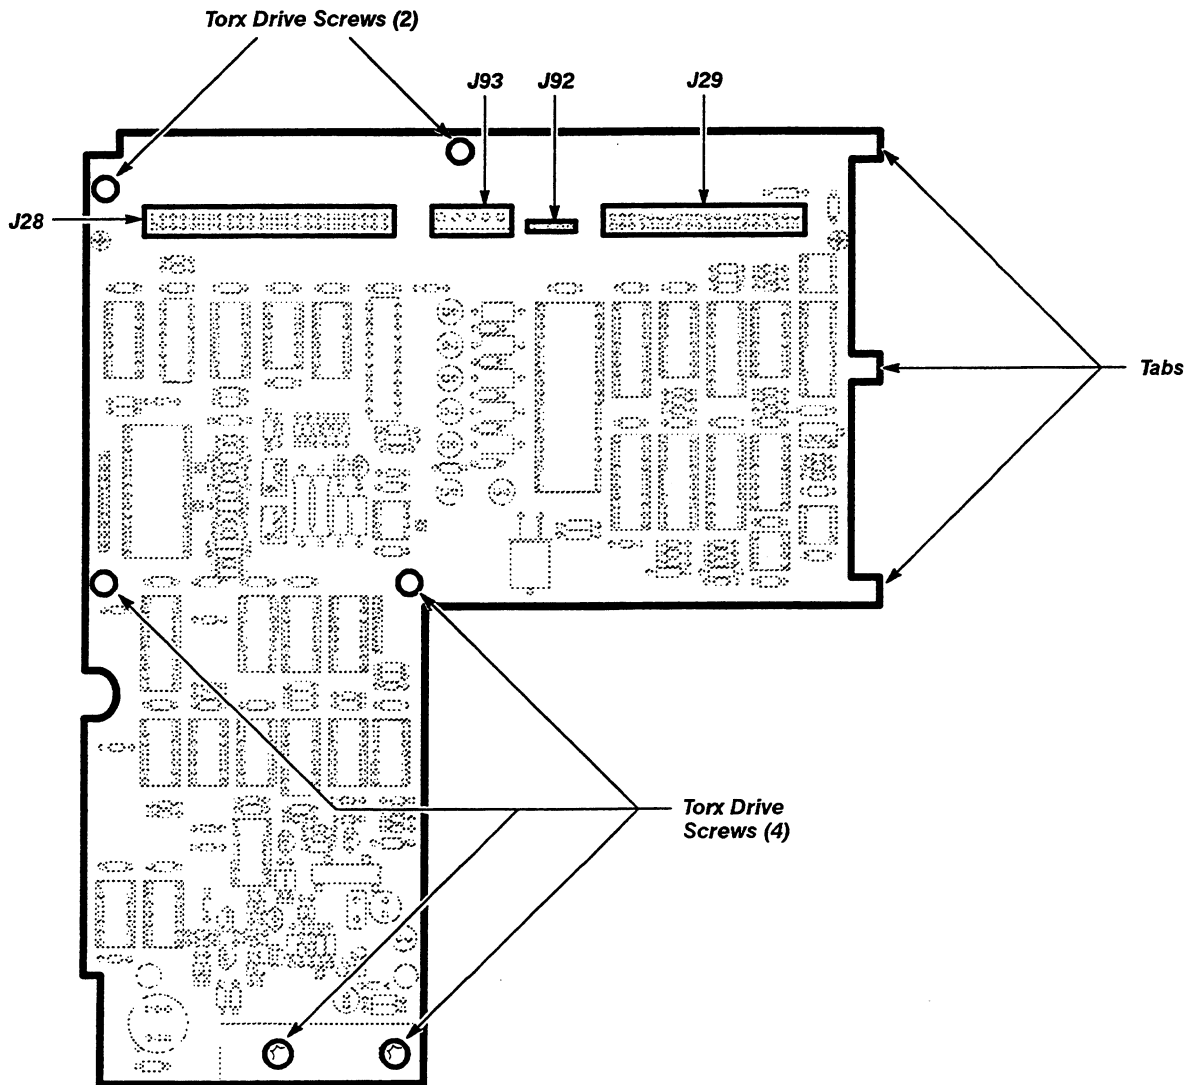 Torx Drive Screws (2)
J93
J92
J29
J28
Tabs
Torx Drive
Screws (4)